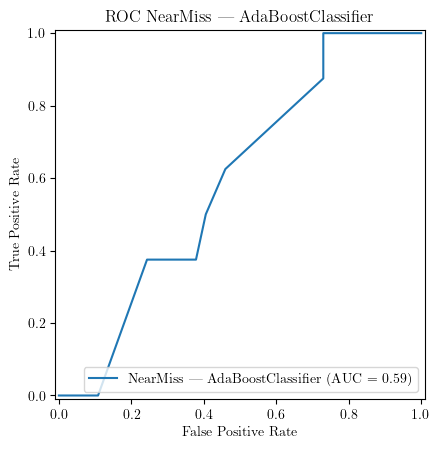 ROC NearMiss — AdaBoostClassifier
1.0
0.8
0.6
0.4
0.2
0.0
True Positive Rate
NearMiss — AdaBoostClassifier (AUC = 0.59)
0.0 0.2 0.4 0.6 0.8 1.0
False Positive Rate